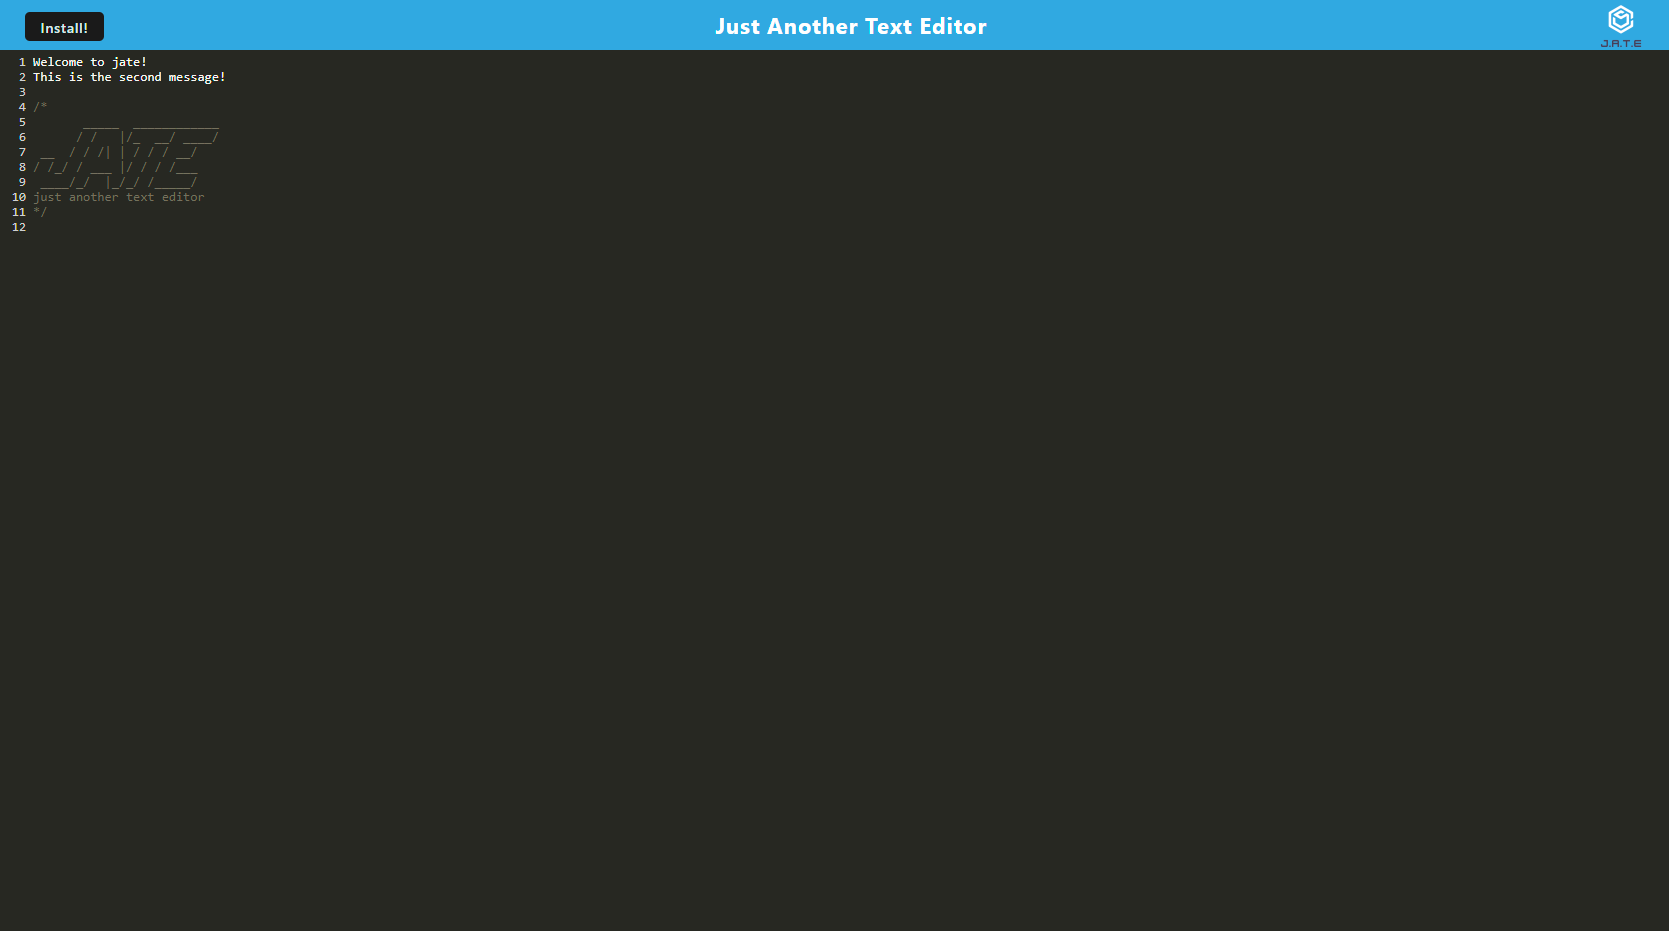 Install!
Just Another Text Editor
J.A.T.E
1 Welcome to jate!
2 This is the second message!
3
4 /*
5        _____  ____________
6       / /   |/_  __/ ____/
7  __  / / /| | / / / __/
8 / /_/ / ___ |/ / / /___
9  ____/_/  |_/_/ /_____/
10 just another text editor
11 */
12